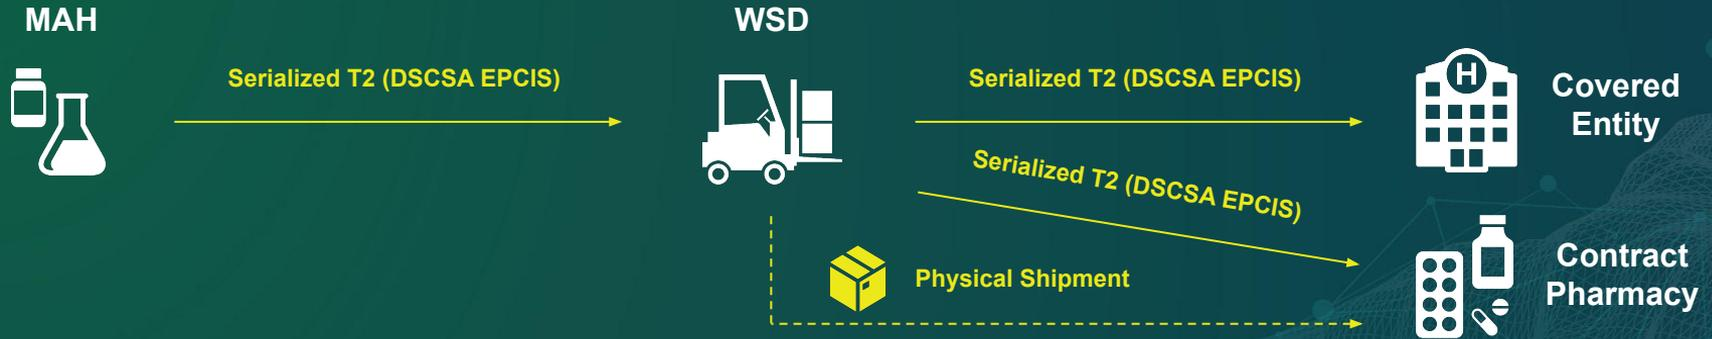 MAH
WSD
Serialized T2 (DSCSA EPCIS)
Serialized T2 (DSCSA EPCIS)
H
Covered
Entity
Serialized T2 (DSCSA EPCIS)
Physical Shipment
Contract
Pharmacy